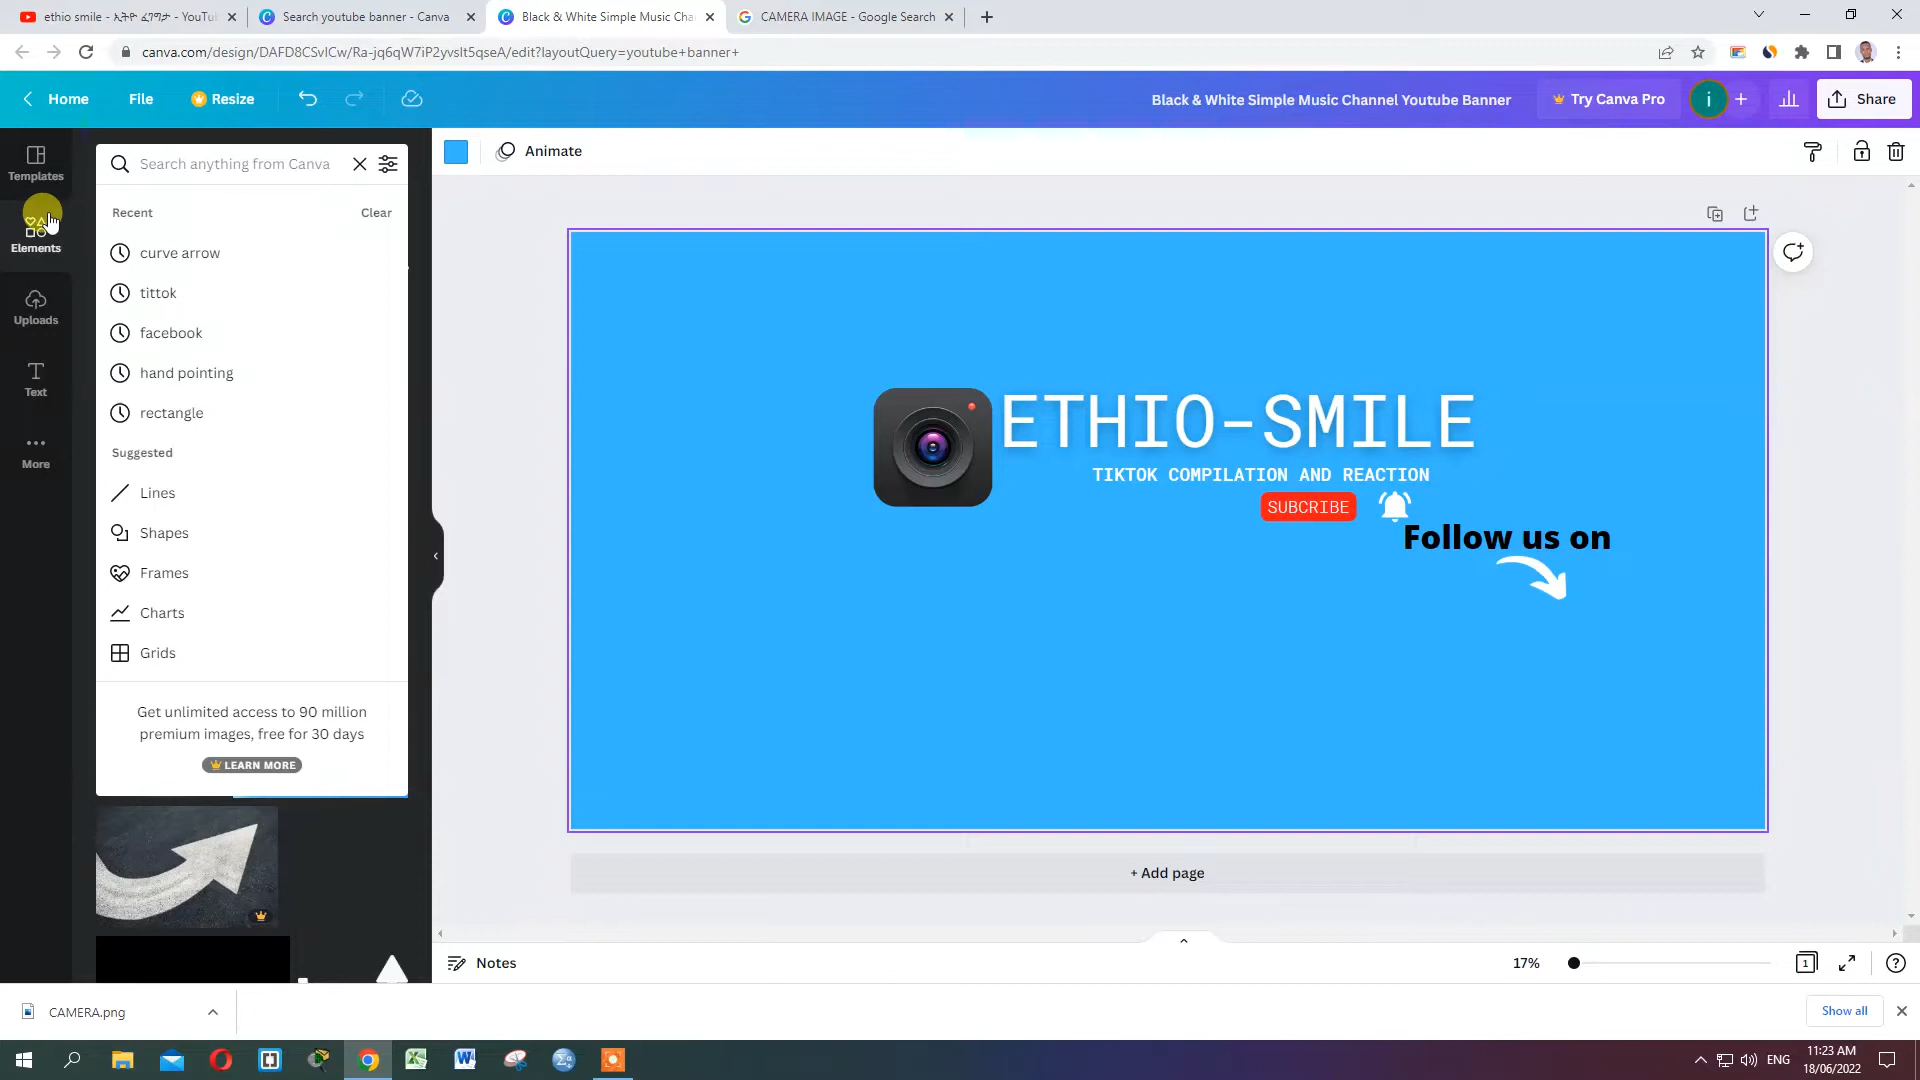 ethio smile - ኢትዮ ፈገግታ - YouTu
Search youtube banner - Canva
Black & White Simple Music Cha
CAMERA IMAGE - Google Search
canva.com/design/DAFD8CSvICw/Ra-jq6qW7iP2yvsIt5qseA/edit?layoutQuery=youtube+banner+
Home
File
Resize
Black & White Simple Music Channel Youtube Banner
Try Canva Pro
i
Share
Templates
Elements
Uploads
Text
More
Search anything from Canva
Recent
Clear
curve arrow
tittok
facebook
hand pointing
rectangle
Suggested
Lines
Shapes
Frames
Charts
Grids
Get unlimited access to 90 million
premium images, free for 30 days
LEARN MORE
Animate
ETHIO-SMILE
TIKTOK COMPILATION AND REACTION
SUBCRIBE
Follow us on
+ Add page
Notes
17%
1
CAMERA.png
Show all
ENG
11:23 AM
18/06/2022